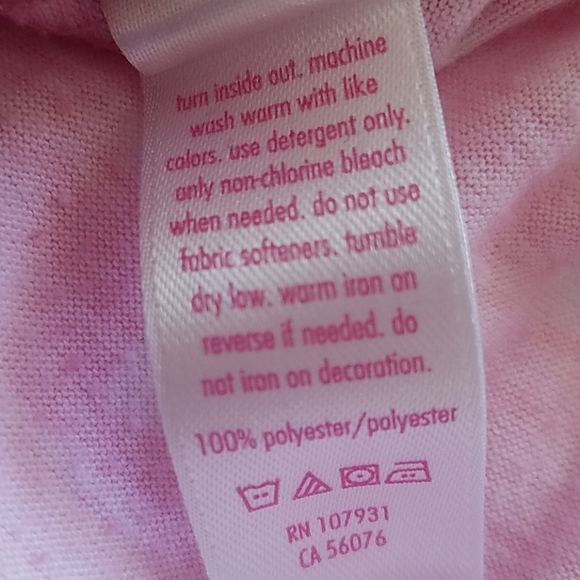 turn inside out. machine
wash warm with like
colors. use detergent only.
only non-chlorine bleach
when needed. do not use
fabric softeners. tumble
dry low. warm iron on
reverse if needed. do
not iron on decoration.
100% polyester/polyester
RN 107931
CA 56076